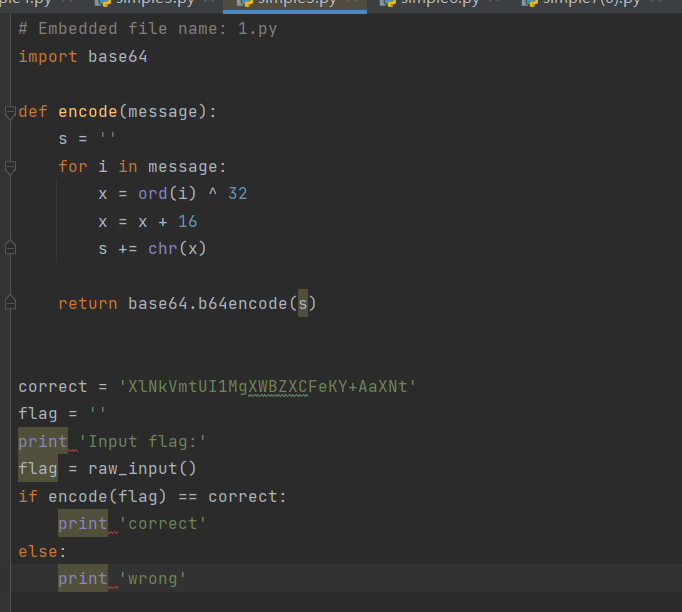 simple5.py
# Embedded file name: 1.py
import base64
def encode(message):
    s = ''
    for i in message:
        x = ord(i) ^ 32
        x = x + 16
        s += chr(x)
    return base64.b64encode(s)
correct = 'XlNkVmtUI1MgXWBZXCFeKY+AaXNt'
flag = ''
print 'Input flag:'
flag = raw_input()
if encode(flag) == correct:
    print 'correct'
else:
    print 'wrong'